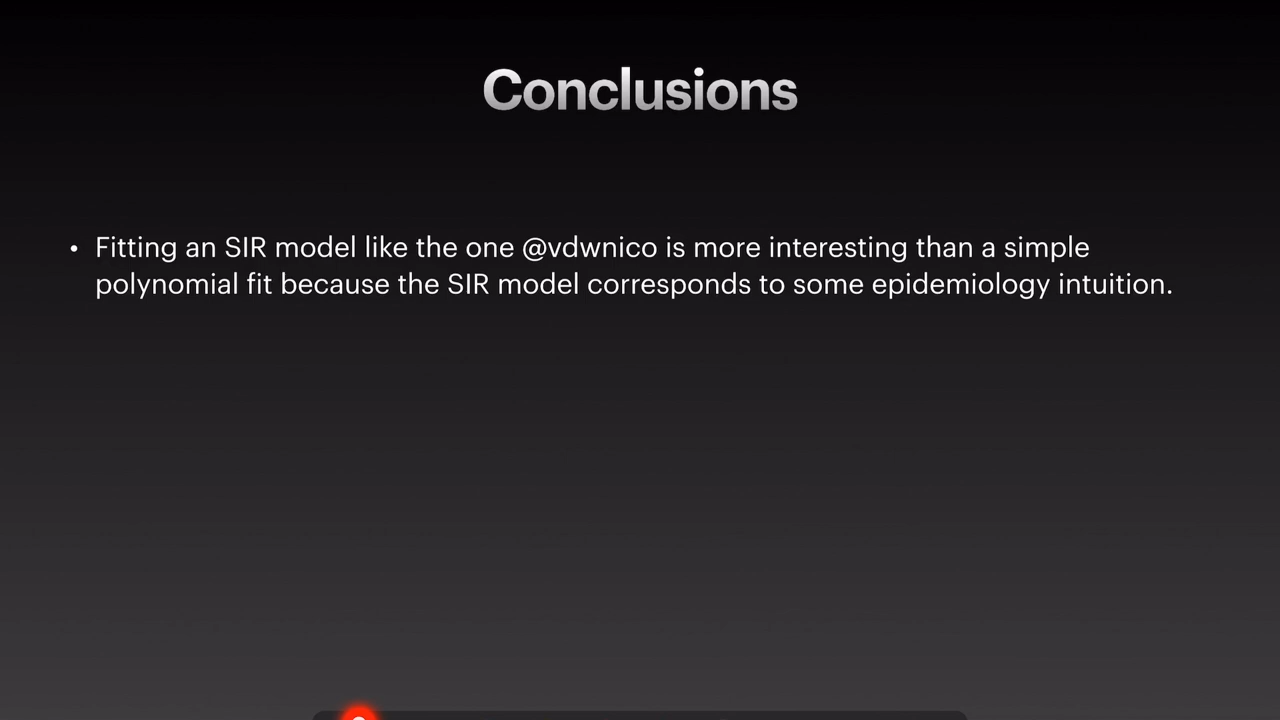 Conclusions
• Fitting an SIR model like the one @vdwnico is more interesting than a simple
polynomial fit because the SIR model corresponds to some epidemiology intuition.